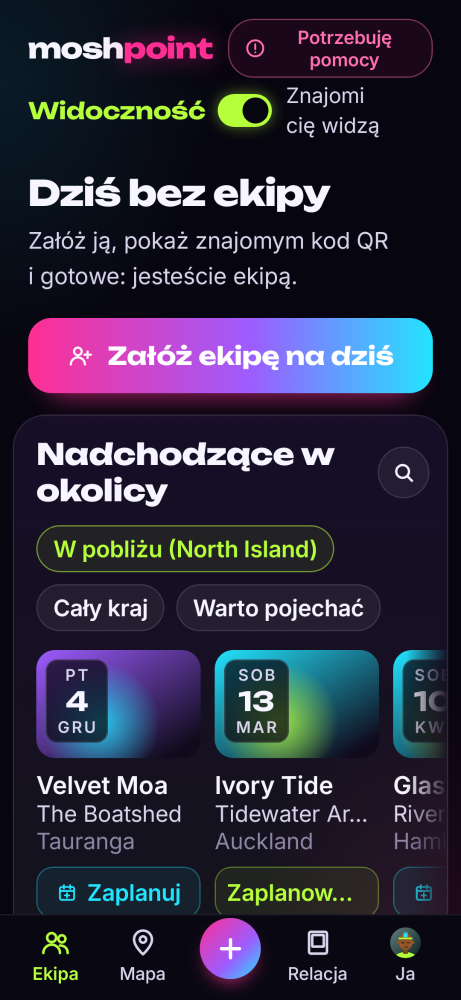 moshpoint
Potrzebuję
pomocy
Widoczność
Znajomi
cię widzą
Dziś bez ekipy
Załóż ją, pokaż znajomym kod QR
i gotowe: jesteście ekipą.
Załóż ekipę na dziś
Nadchodzące w
okolicy
W pobliżu (North Island)
Cały kraj
Warto pojechać
PT
4
GRU
SOB
13
MAR
Velvet Moa
The Boatshed
Tauranga
Zaplanuj
Ivory Tide
Tidewater Ar...
Auckland
Zaplanow...
Ekipa
Mapa
Relacja
Ja